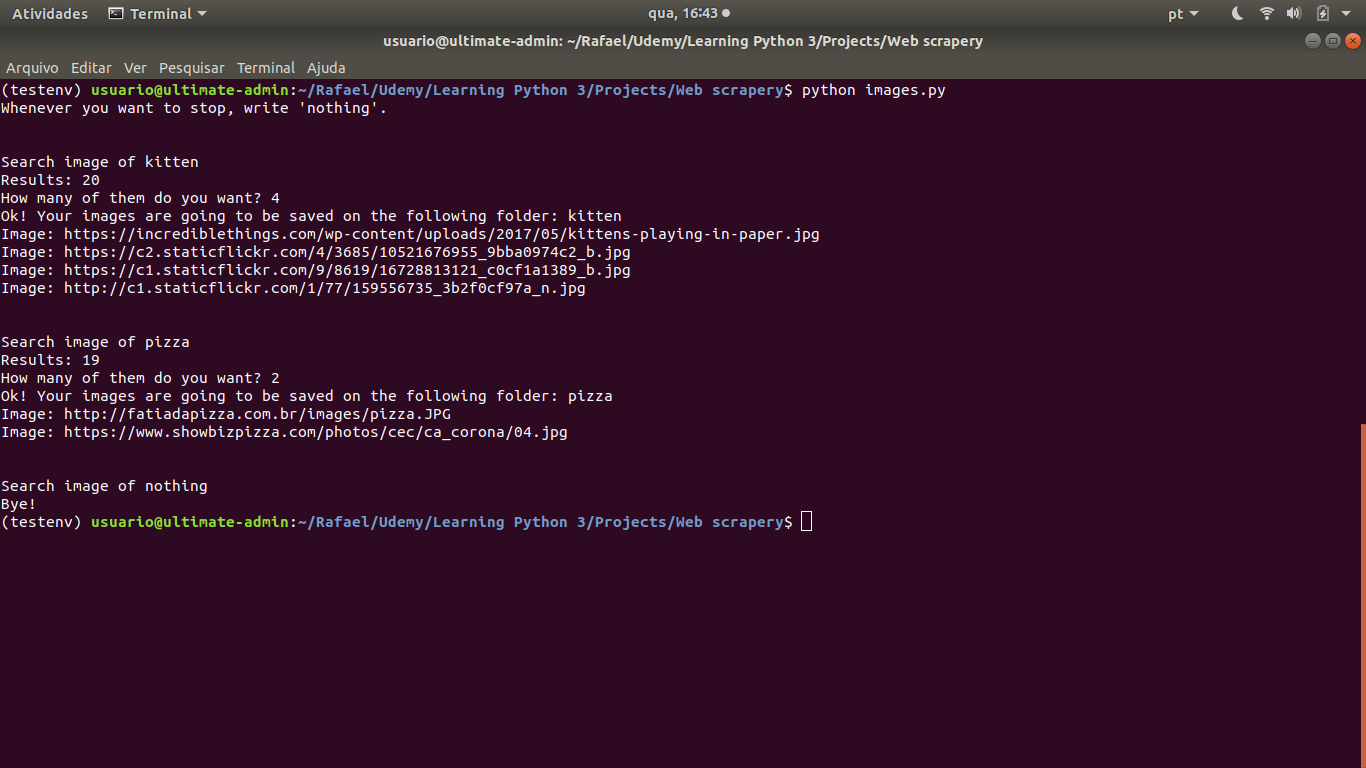 Atividades Terminal qua, 16:43 pt
usuario@ultimate-admin: ~/Rafael/Udemy/Learning Python 3/Projects/Web scrapery
Arquivo Editar Ver Pesquisar Terminal Ajuda
(testenv) usuario@ultimate-admin:~/Rafael/Udemy/Learning Python 3/Projects/Web scrapery$ python images.py
Whenever you want to stop, write 'nothing'.
Search image of kitten
Results: 20
How many of them do you want? 4
Ok! Your images are going to be saved on the following folder: kitten
Image: https://incrediblethings.com/wp-content/uploads/2017/05/kittens-playing-in-paper.jpg
Image: https://c2.staticflickr.com/4/3685/10521676955_9bba0974c2_b.jpg
Image: https://c1.staticflickr.com/9/8619/16728813121_c0cf1a1389_b.jpg
Image: http://c1.staticflickr.com/1/77/159556735_3b2f0cf97a_n.jpg
Search image of pizza
Results: 19
How many of them do you want? 2
Ok! Your images are going to be saved on the following folder: pizza
Image: http://fatiadapizza.com.br/images/pizza.JPG
Image: https://www.showbizpizza.com/photos/cec/ca_corona/04.jpg
Search image of nothing
Bye!
(testenv) usuario@ultimate-admin:~/Rafael/Udemy/Learning Python 3/Projects/Web scrapery$